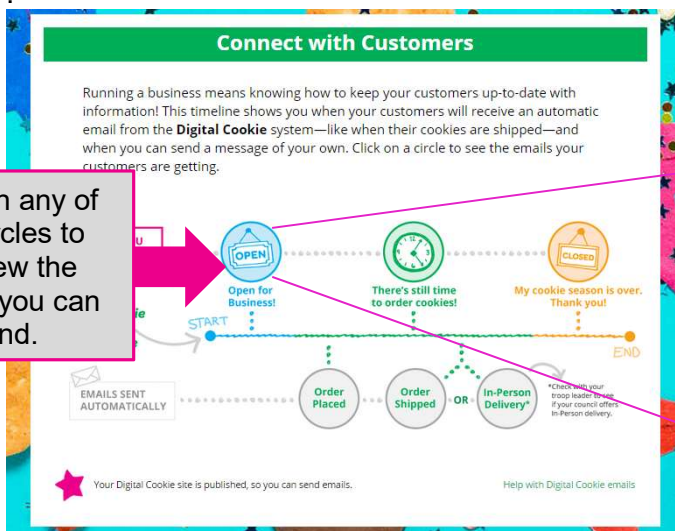 Connect with Customers
Running a business means knowing how to keep your customers up-to-date with
information! This timeline shows you when your customers will receive an automatic
email from the Digital Cookie system—like when their cookies are shipped—and
when you can send a message of your own. Click on a circle to see the emails your
customers are getting.
any of
to
the
you can
OPEN
CLOSED
Open for
Business!
There's still time
to order cookies!
My cookie season is over.
Thank you!
START
END
EMAILS SENT
AUTOMATICALLY
Order
Placed
Order
Shipped
OR
In-Person
Delivery*
*Check with your
troop leader to see
if your council offers
In-Person delivery.
Your Digital Cookie site is published, so you can send emails.
Help with Digital Cookie emails